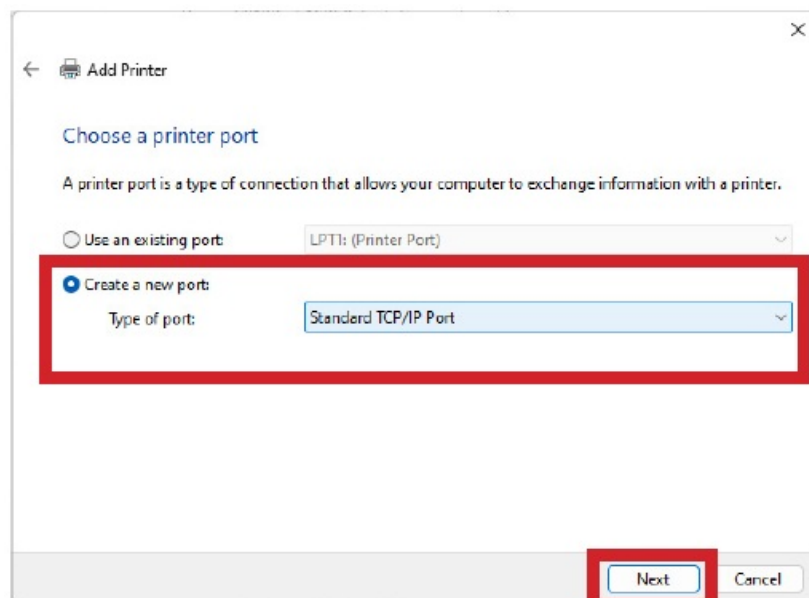 Add Printer
Choose a printer port
A printer port is a type of connection that allows your computer to exchange information with a printer.
Use an existing port: LPT1: (Printer Port)
Create a new port:
Type of port: Standard TCP/IP Port
Next Cancel